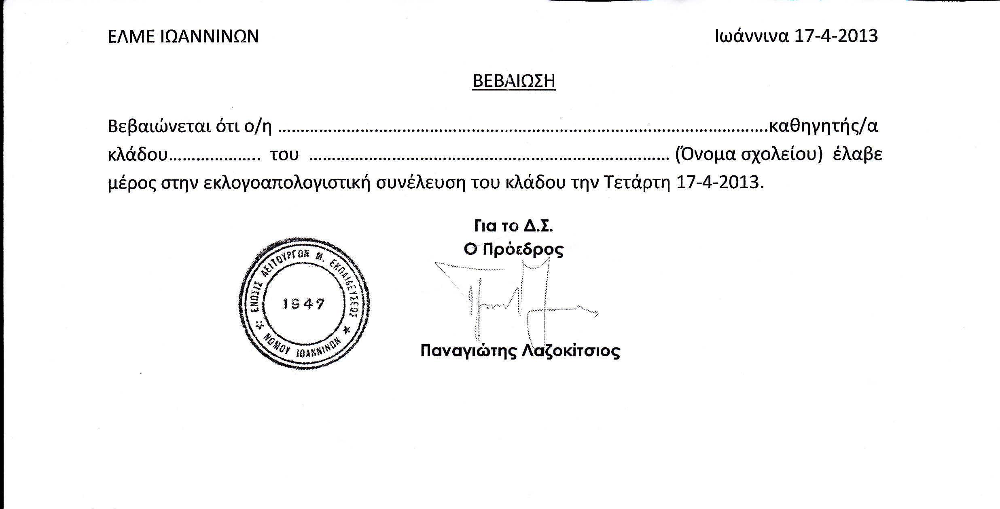 ΕΛΜΕ ΙΩΑΝΝΙΝΩΝ Ιωάννινα 17-4-2013
ΒΕΒΑΙΩΣΗ
Βεβαιώνεται ότι ο/η ……………………………………………………………………………………………………καθηγητής/α
κλάδου………………… του ………………………………………………………………………… (Όνομα σχολείου) έλαβε
μέρος στην εκλογοαπολογιστική συνέλευση του κλάδου την Τετάρτη 17-4-2013.
Για το Δ.Σ.
Ο Πρόεδρος
ΕΝΩΣΙΣ ΛΕΙΤΟΥΡΓΩΝ Μ. ΕΚΠΑΙΔΕΥΣΕΩΣ
1947
ΝΟΜΟΥ ΙΩΑΝΝΙΝΩΝ
Παναγιώτης Λαζοκίτσιος